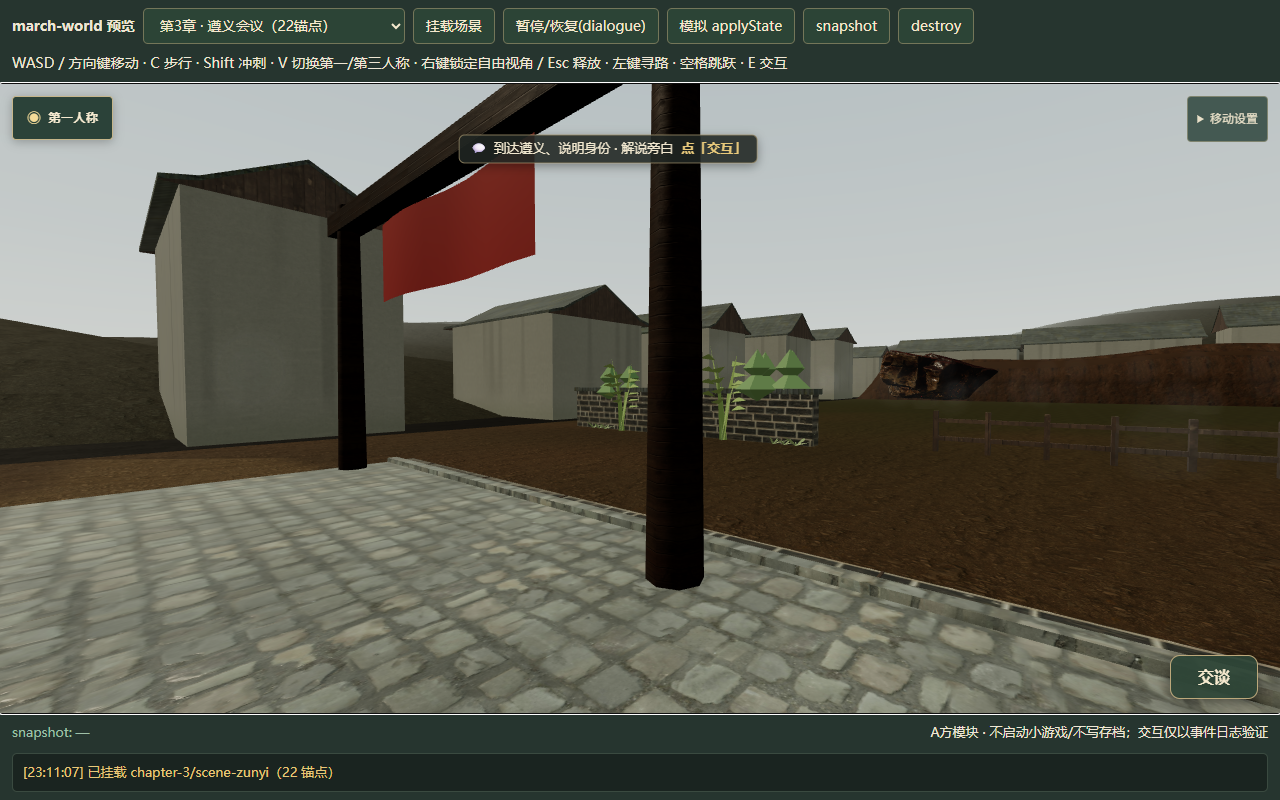 march-world 预览 第3章 · 遵义会议（22锚点） 挂载场景 暂停/恢复(dialogue) 模拟 applyState snapshot destroy
WASD / 方向键移动 · C 步行 · Shift 冲刺 · V 切换第一/第三人称 · 右键锁定自由视角 / Esc 释放 · 左键寻路 · 空格跳跃 · E 交互
第一人称
移动设置
到达遵义、说明身份 · 解说旁白 点「交互」
交谈
snapshot: —
A方模块 · 不启动小游戏/不写存档；交互仅以事件日志验证
[23:11:07] 已挂载 chapter-3/scene-zunyi（22 锚点）